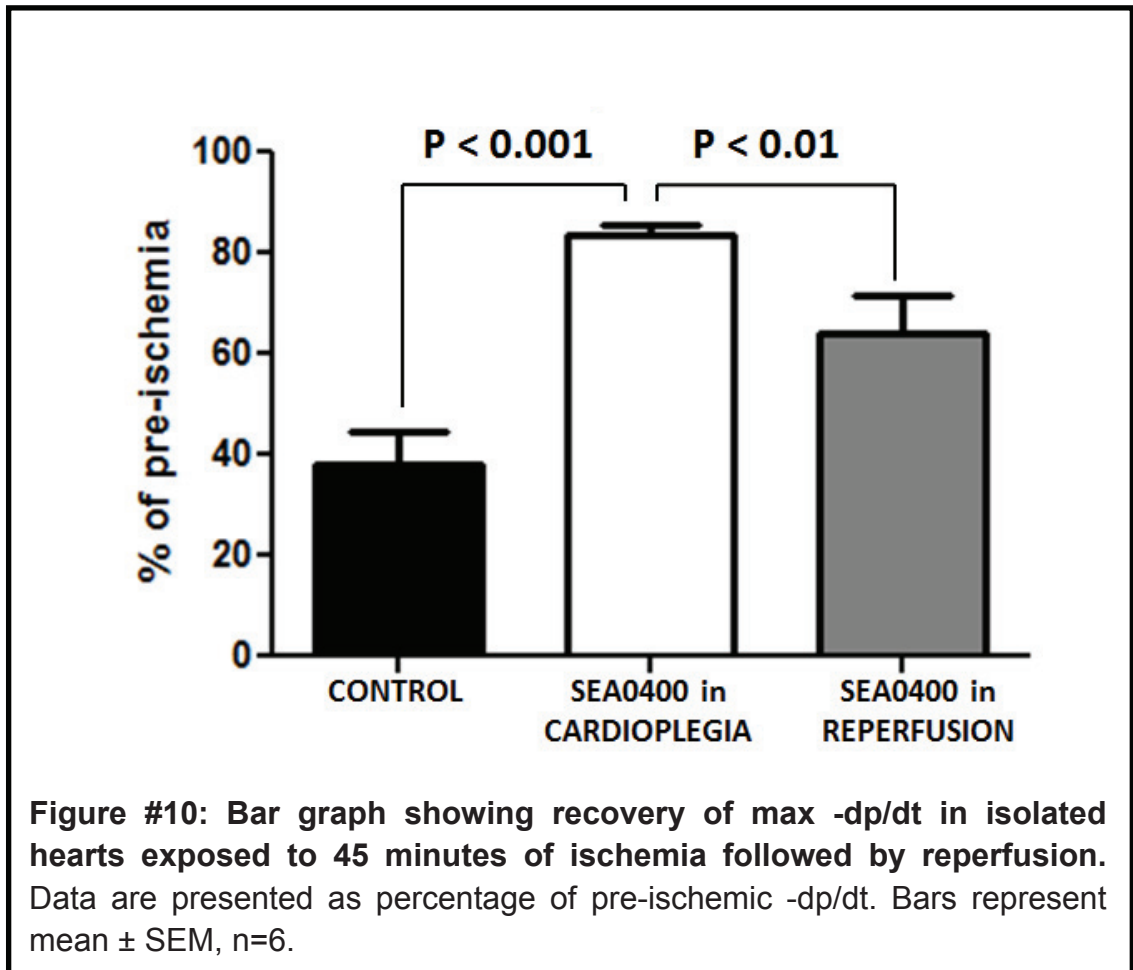 P < 0.001 P < 0.01
100
80
60
40
20
0
% of pre-ischemia
CONTROL SEA0400 in SEA0400 in
CARDIOPLEGIA REPERFUSION
Figure #10: Bar graph showing recovery of max -dp/dt in isolated
hearts exposed to 45 minutes of ischemia followed by reperfusion.
Data are presented as percentage of pre-ischemic -dp/dt. Bars represent
mean ± SEM, n=6.